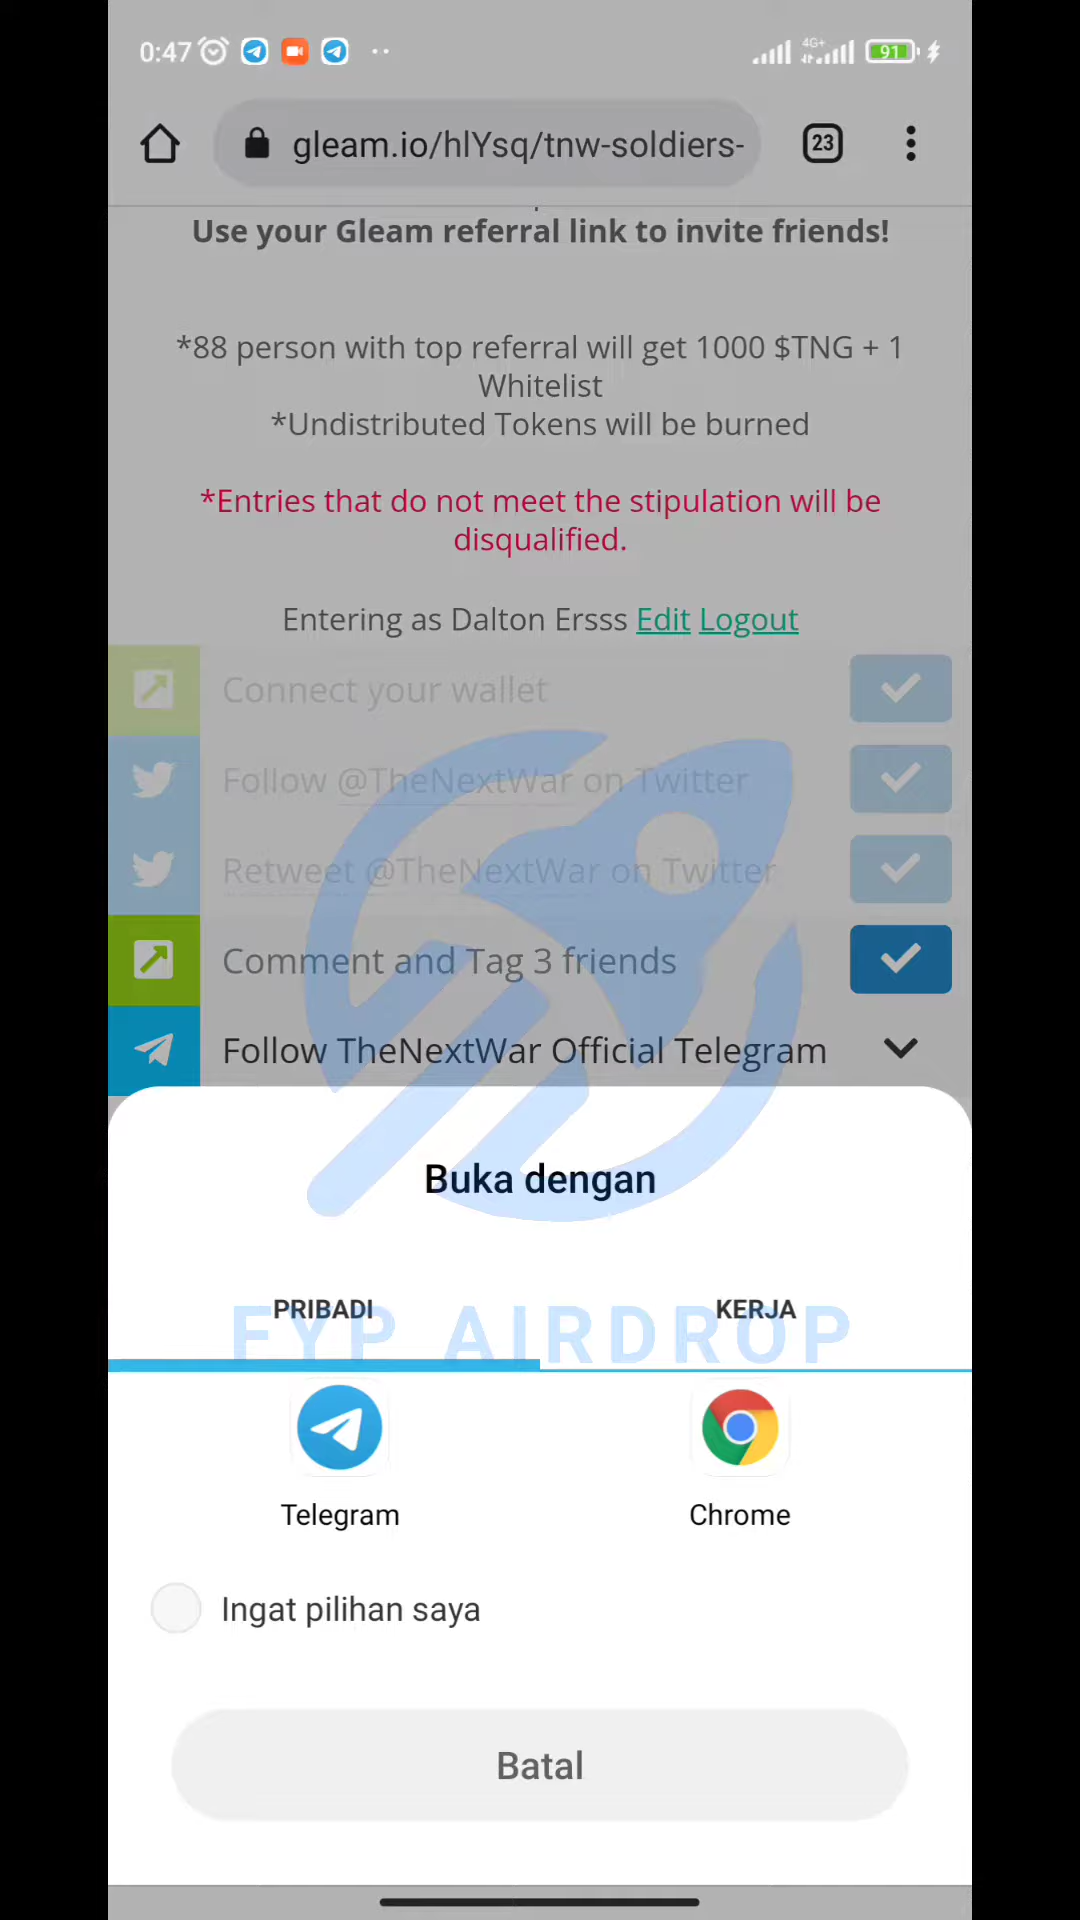 0:47
4G+
91
gleam.io/hlYsq/tnw-soldiers-
23
Use your Gleam referral link to invite friends!
*88 person with top referral will get 1000 $TNG + 1
Whitelist
*Undistributed Tokens will be burned
*Entries that do not meet the stipulation will be
disqualified.
Entering as Dalton Ersss Edit Logout
Connect your wallet
Follow @TheNextWar on Twitter
Retweet @TheNextWar on Twitter
Comment and Tag 3 friends
Follow TheNextWar Official Telegram
Buka dengan
PRIBADI KERJA
FYP AIRDROP
Telegram Chrome
Ingat pilihan saya
Batal